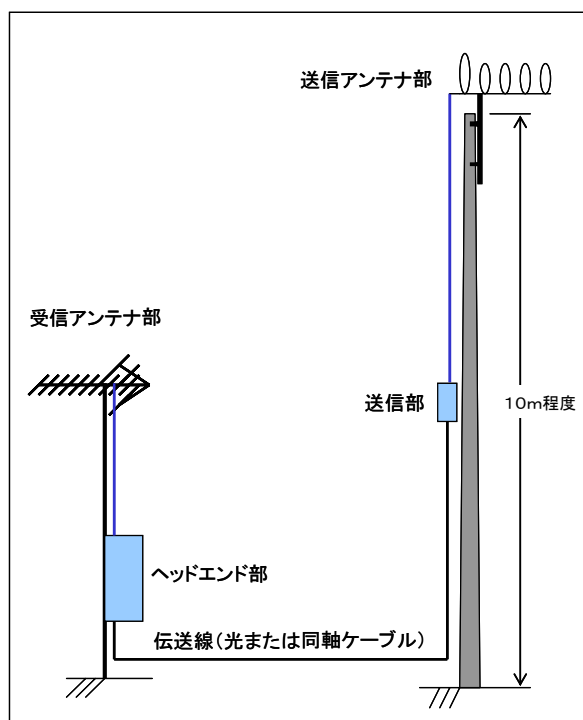 送信アンテナ部
受信アンテナ部
送信部
10m程度
ヘッドエンド部
伝送線(光または同軸ケーブル)